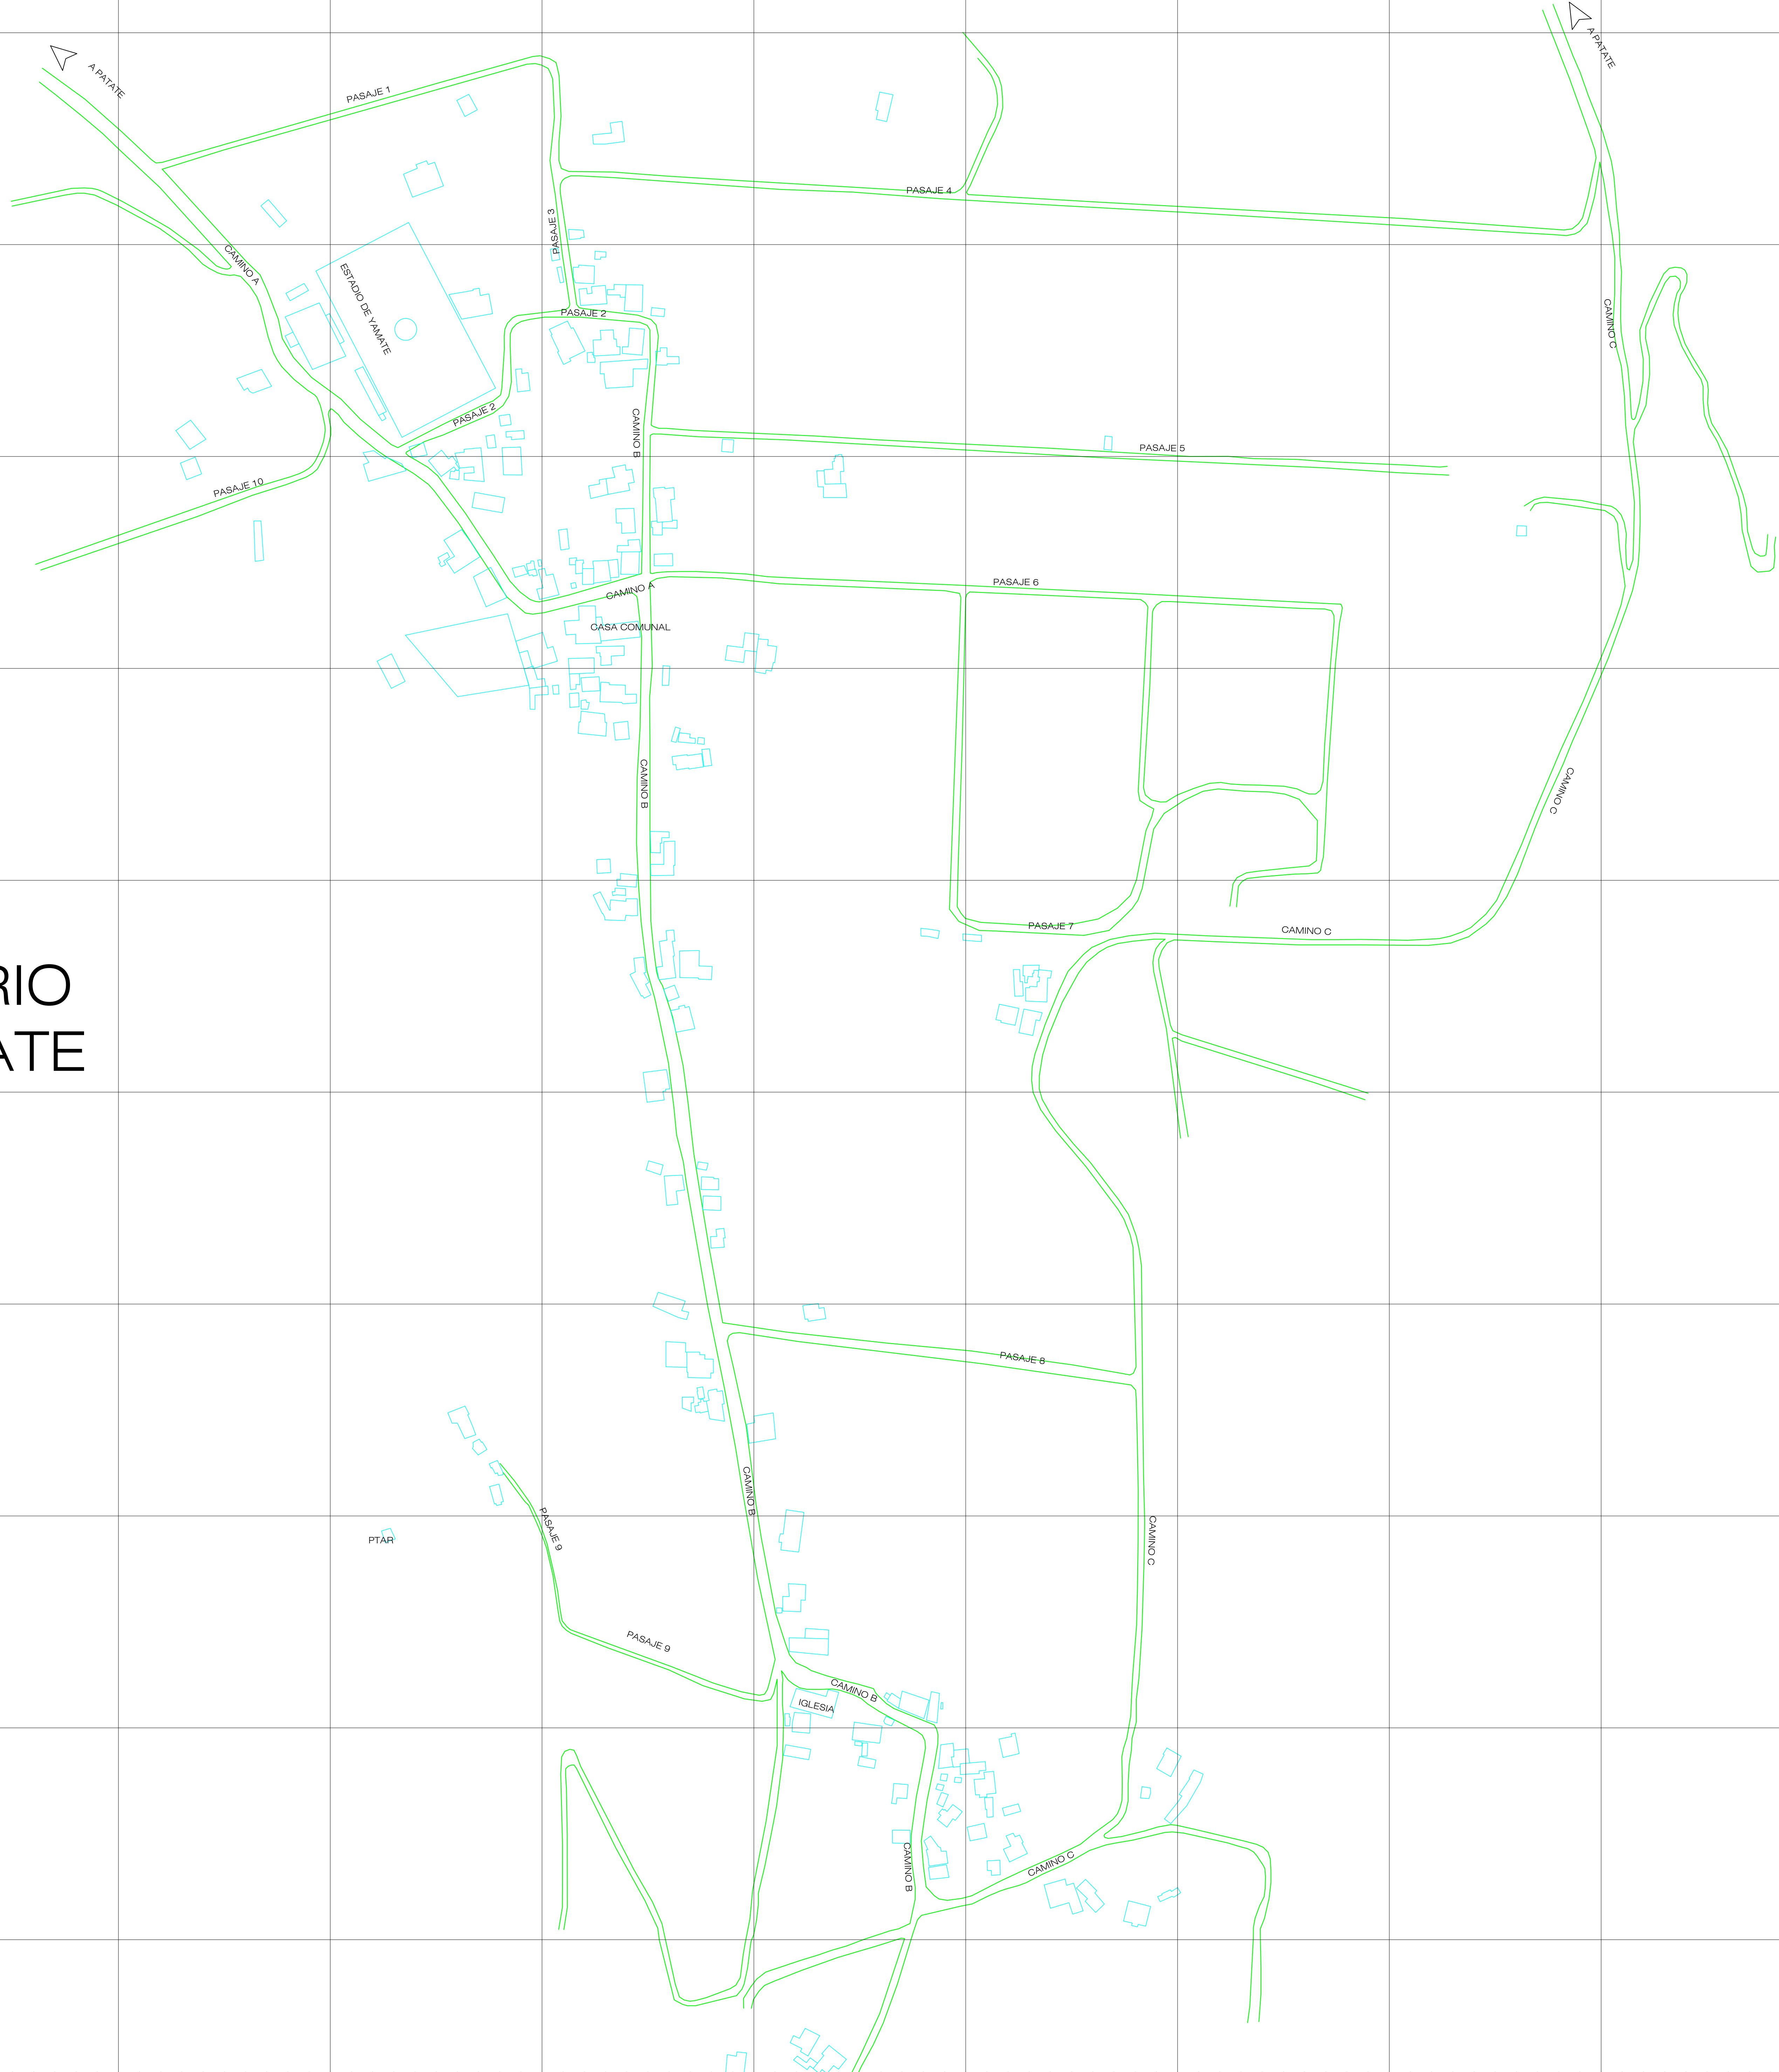 A PATATE
A PATATE
PASAJE 1
PASAJE 4
PASAJE 3
CAMINO A
ESTADIO DE YAMATE
PASAJE 2
CAMINO C
PASAJE 2
CAMINO B
PASAJE 5
PASAJE 10
PASAJE 6
CAMINO A
CASA COMUNAL
CAMINO B
CAMINO C
PASAJE 7
CAMINO C
RIO
ATE
PASAJE 8
CAMINO B
PASAJE 9
PTAR
CAMINO C
PASAJE 9
CAMINO B
IGLESIA
CAMINO B
CAMINO C